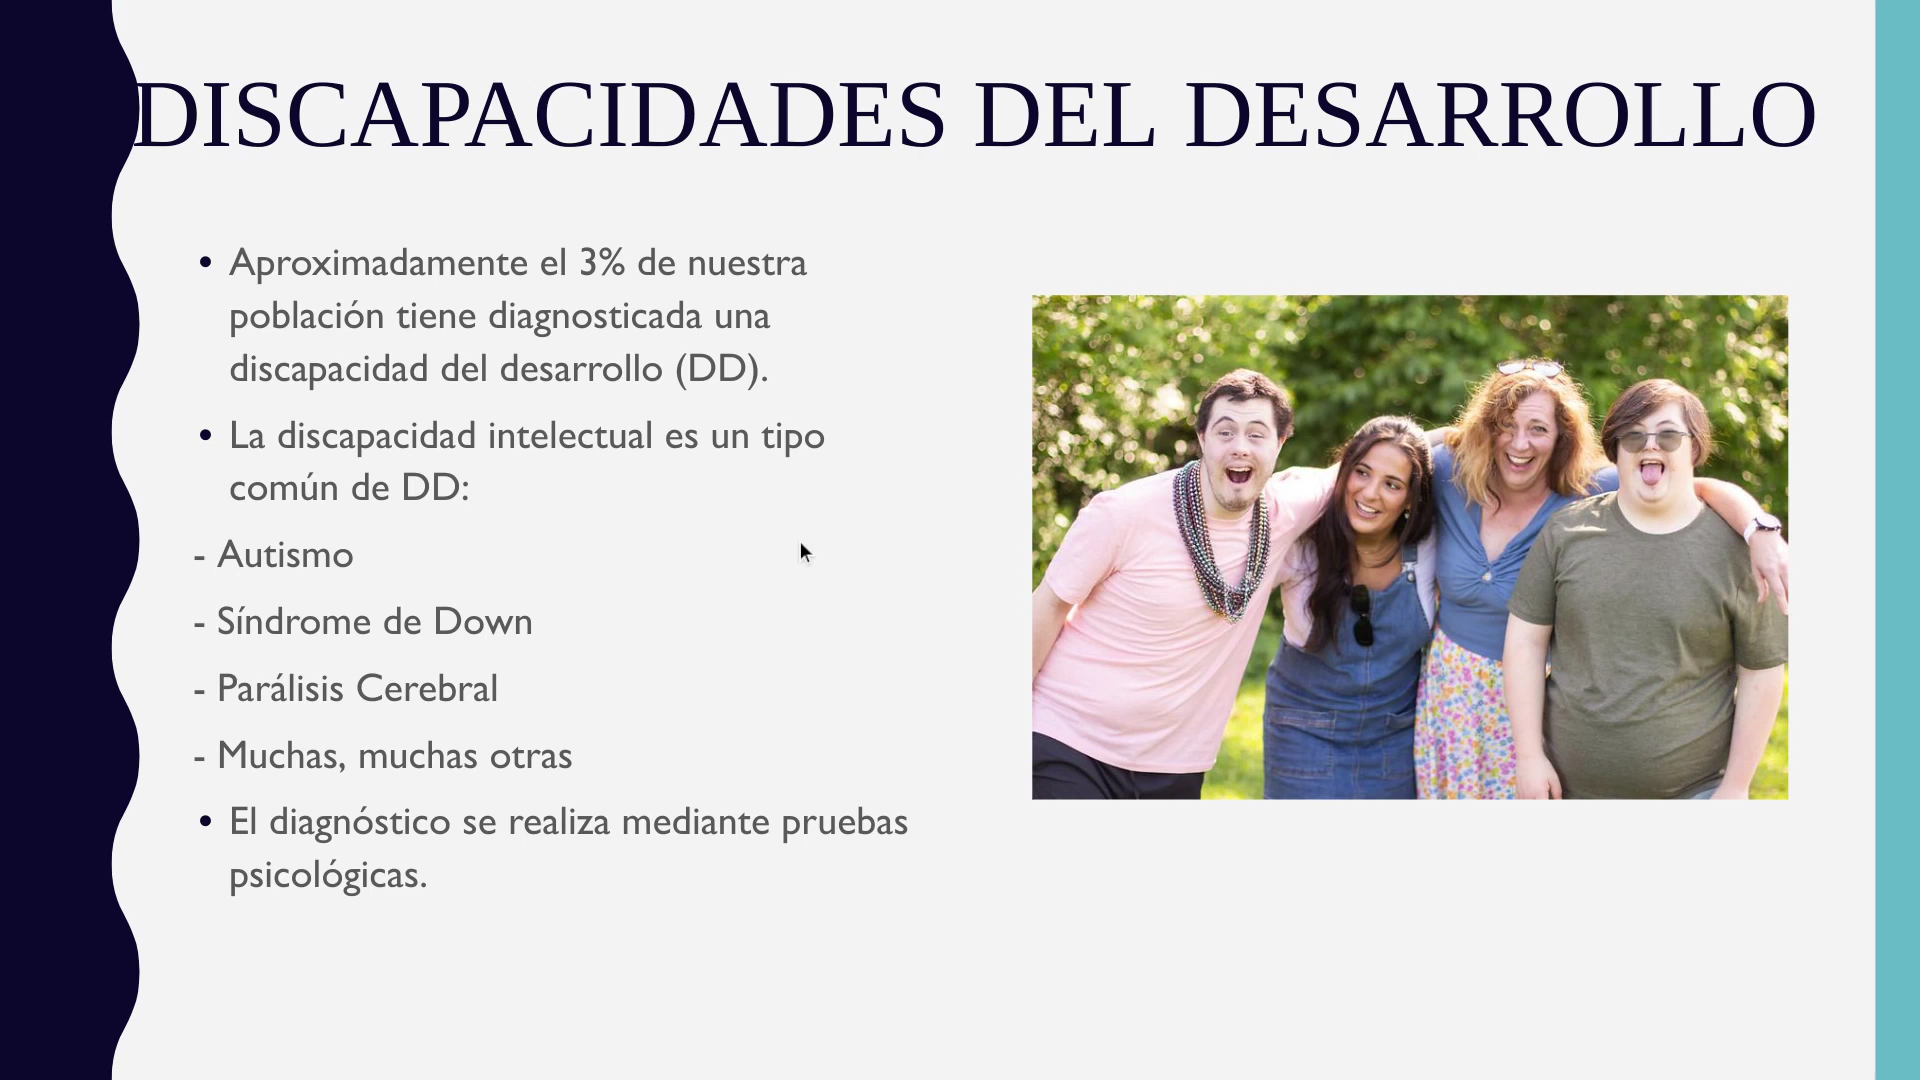 DISCAPACIDADES DEL DESARROLLO
• Aproximadamente el 3% de nuestra
población tiene diagnosticada una
discapacidad del desarrollo (DD).
• La discapacidad intelectual es un tipo
común de DD:
- Autismo
- Síndrome de Down
- Parálisis Cerebral
- Muchas, muchas otras
• El diagnóstico se realiza mediante pruebas
psicológicas.